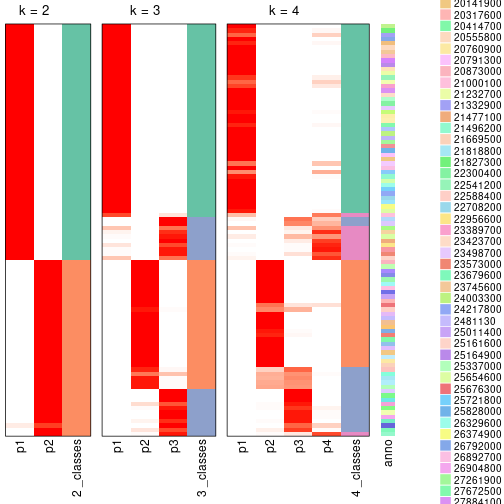 k = 2
k = 3
k = 4
p1
p2
2_classes
p1
p2
p3
3_classes
p1
p2
p3
p4
4_classes
anno
20141900
20317600
20414700
20555800
20760900
20791300
20873000
21000100
21232700
21332900
21477100
21496200
21669500
21818800
21827300
22300400
22541200
22588400
22708200
22956600
23389700
23423700
23498700
23573000
23679600
23745600
24003300
24217800
2481130
25011400
25161600
25164900
25337000
25654600
25676300
25721800
25828000
26329600
26374900
26792000
26892700
26904800
27261900
27672500
27884100